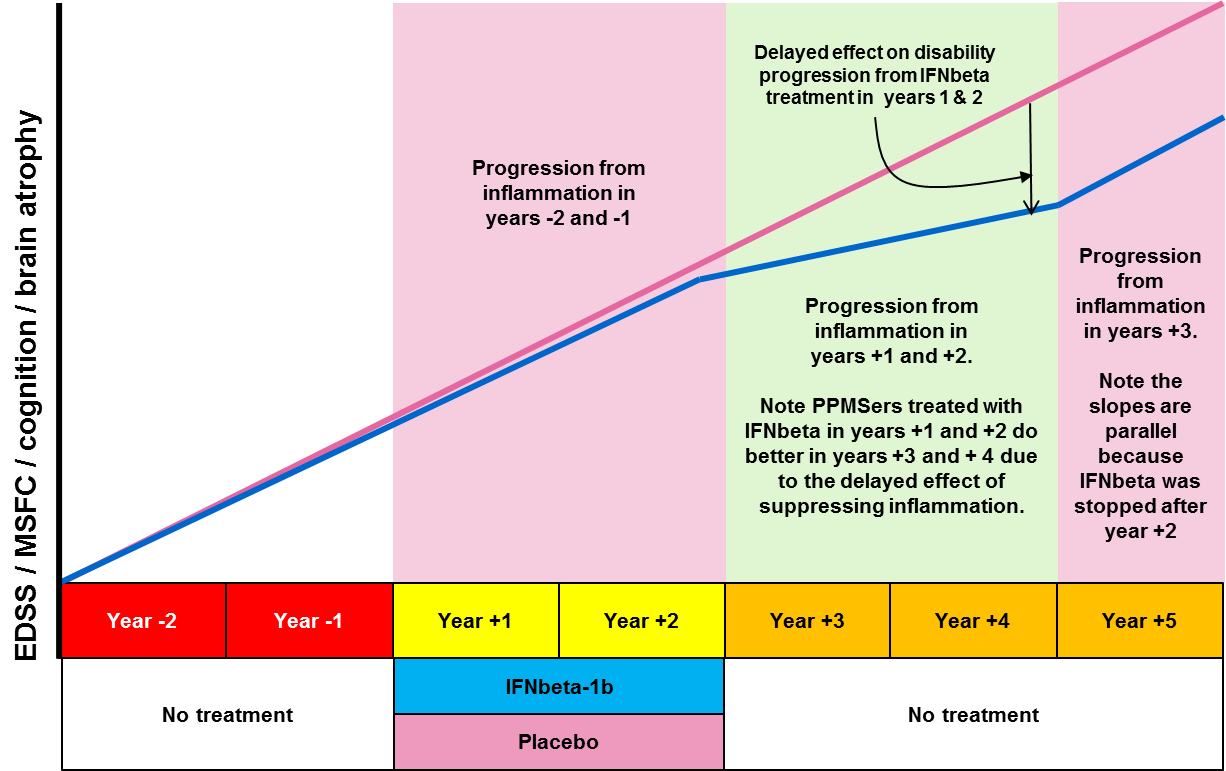 EDSS / MSFC / cognition / brain atrophy
Delayed effect on disability
progression from IFNbeta
treatment in years 1 & 2
Progression from
inflammation in
years -2 and -1
Progression from
inflammation in
years +1 and +2.
Note PPMSers treated with
IFNbeta in years +1 and +2 do
better in years +3 and + 4 due
to the delayed effect of
suppressing inflammation.
Progression
from
inflammation
in years +3.
Note the
slopes are
parallel
because
IFNbeta was
stopped after
year +2
Year -2
Year -1
Year +1
Year +2
Year +3
Year +4
Year +5
No treatment
IFNbeta-1b
Placebo
No treatment